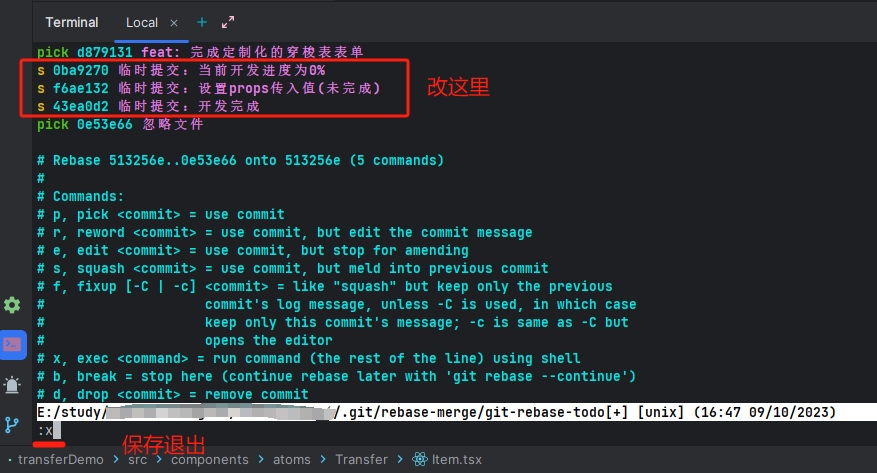 Terminal Local × +
pick d879131 feat: 完成定制化的穿梭表表单
s 0ba9270 临时提交：当前开发进度为0%
s f6ae132 临时提交：设置props传入值(未完成)
s 43ea0d2 临时提交：开发完成
改这里
pick 0e53e66 忽略文件
# Rebase 513256e..0e53e66 onto 513256e (5 commands)
#
# Commands:
# p, pick <commit> = use commit
# r, reword <commit> = use commit, but edit the commit message
# e, edit <commit> = use commit, but stop for amending
# s, squash <commit> = use commit, but meld into previous commit
# f, fixup [-C | -c] <commit> = like "squash" but keep only the previous
# commit's log message, unless -C is used, in which case
# keep only this commit's message; -c is same as -C but
# opens the editor
# x, exec <command> = run command (the rest of the line) using shell
# b, break = stop here (continue rebase later with 'git rebase --continue')
# d, drop <commit> = remove commit
E:/study/ /.git/rebase-merge/git-rebase-todo[+] [unix] (16:47 09/10/2023)
:x
保存退出
transferDemo > src > components > atoms > Transfer > Item.tsx